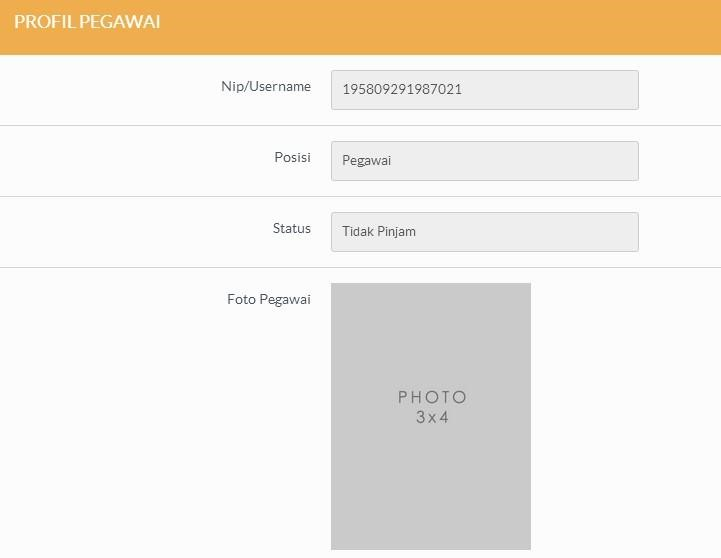 PROFIL PEGAWAI
Nip/Username 195809291987021
Posisi Pegawai
Status Tidak Pinjam
Foto Pegawai
PHOTO
3x4